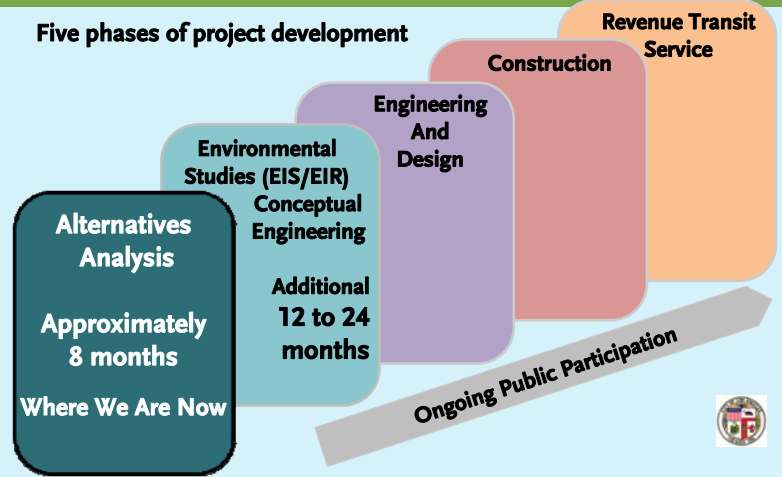 Five phases of project development
Alternatives
Analysis
Approximately
8 months
Where We Are Now
Environmental
Studies (EIS/EIR)
Conceptual
Engineering
Additional
12 to 24
months
Engineering
And
Design
Construction
Revenue Transit
Service
Ongoing Public Participation